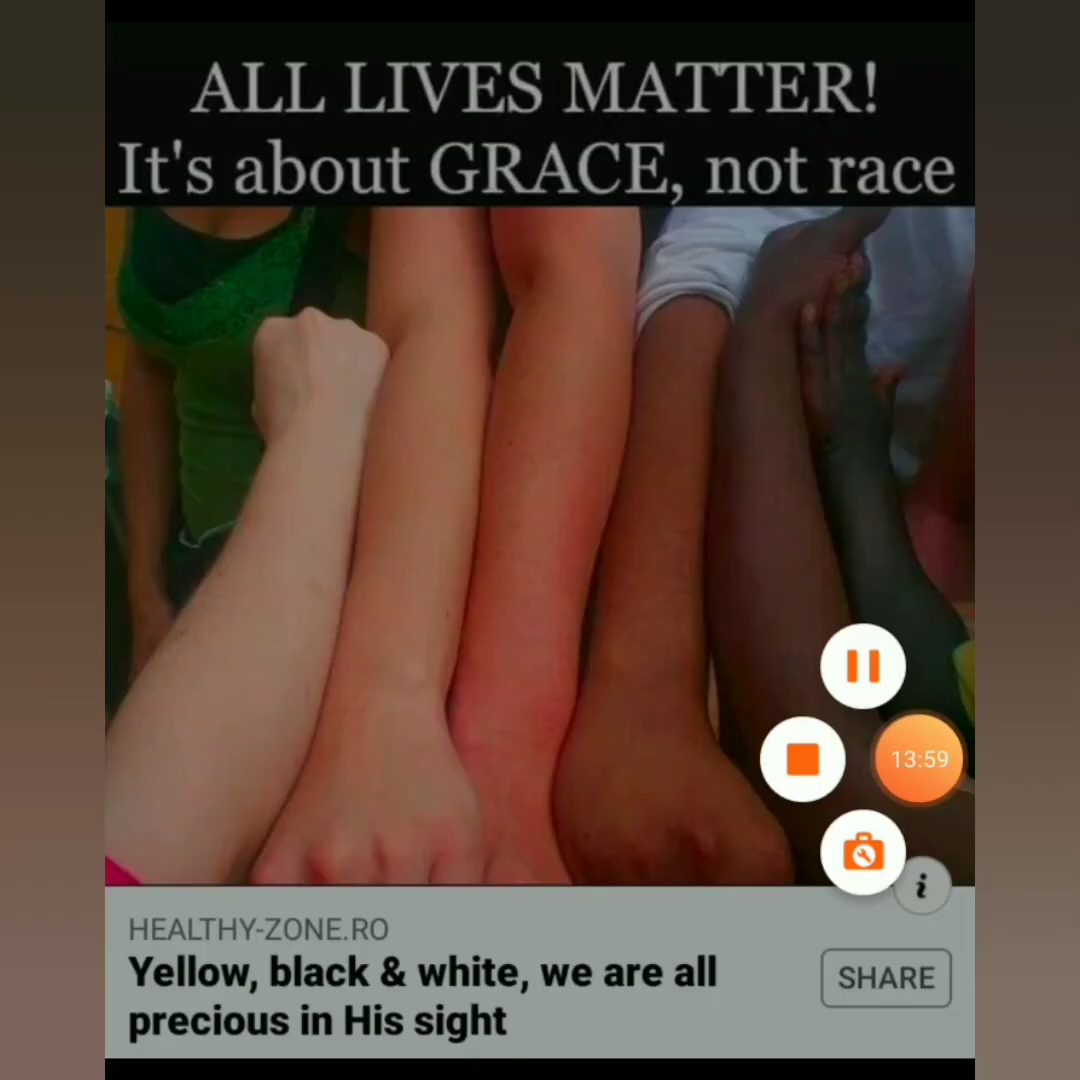 ALL LIVES MATTER!
It's about GRACE, not race
13:59
i
HEALTHY-ZONE.RO
Yellow, black & white, we are all
precious in His sight
SHARE